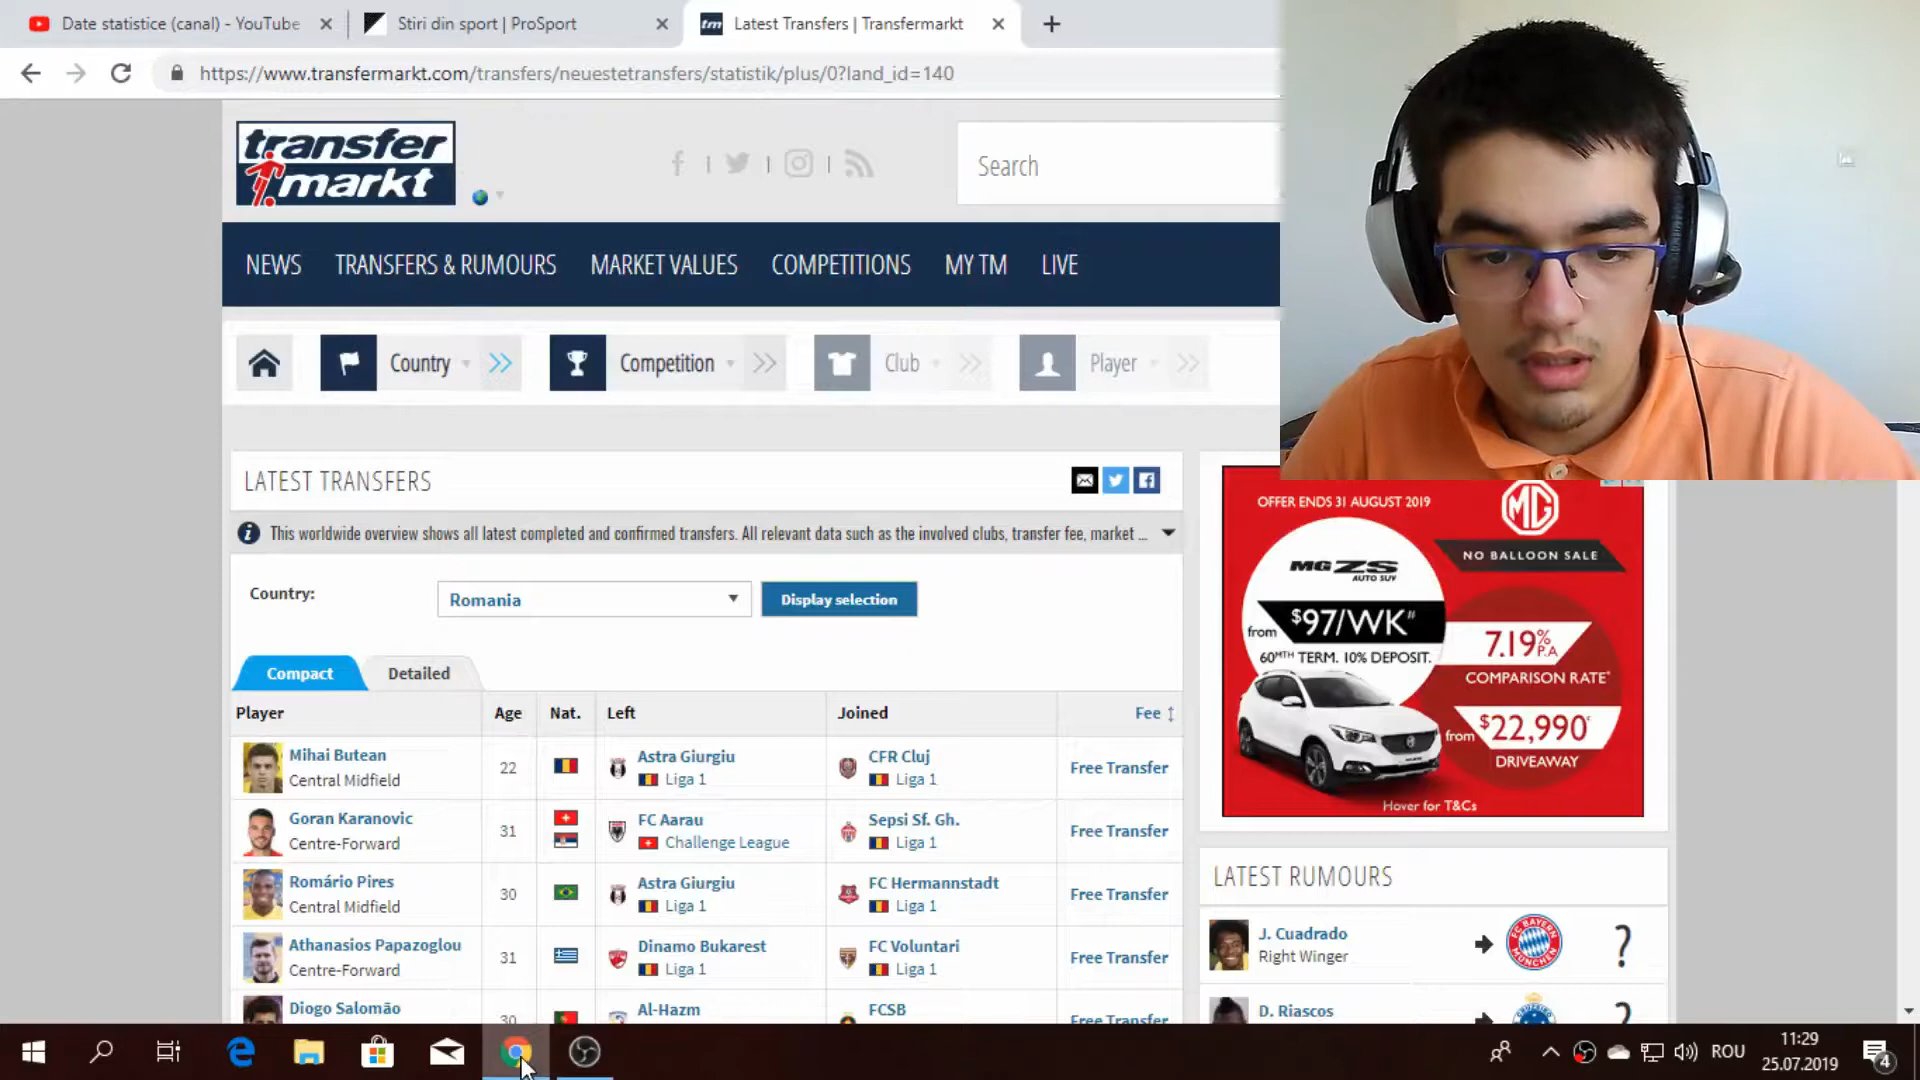 Date statistice (canal) - YouTube
Stiri din sport | ProSport
tm Latest Transfers | Transfermarkt
https://www.transfermarkt.com/transfers/neuestetransfers/statistik/plus/0?land_id=140
transfer
markt
Search
NEWS TRANSFERS & RUMOURS MARKET VALUES COMPETITIONS MY TM LIVE
Country Competition Club Player
LATEST TRANSFERS
This worldwide overview shows all latest completed and confirmed transfers. All relevant data such as the involved clubs, transfer fee, market ...
Country: Romania Display selection
Compact Detailed
Player Age Nat. Left Joined Fee
Mihai Butean
Central Midfield
22
Astra Giurgiu
Liga 1
CFR Cluj
Liga 1
Free Transfer
Goran Karanovic
Centre-Forward
31
FC Aarau
Challenge League
Sepsi Sf. Gh.
Liga 1
Free Transfer
Romário Pires
Central Midfield
30
Astra Giurgiu
Liga 1
FC Hermannstadt
Liga 1
Free Transfer
Athanasios Papazoglou
Centre-Forward
31
Dinamo Bukarest
Liga 1
FC Voluntari
Liga 1
Free Transfer
Diogo Salomão
30
Al-Hazm
FCSB
Free Transfer
OFFER ENDS 31 AUGUST 2019
MG
NO BALLOON SALE
MG ZS
AUTO SUV
from $97/WK
60MTH TERM. 10% DEPOSIT.
7.19% P.A
COMPARISON RATE
from $22,990
DRIVEAWAY
Hover for T&Cs
LATEST RUMOURS
J. Cuadrado
Right Winger
FC BAYERN
MÜNCHEN
?
D. Riascos
?
ROU
11:29
25.07.2019
4